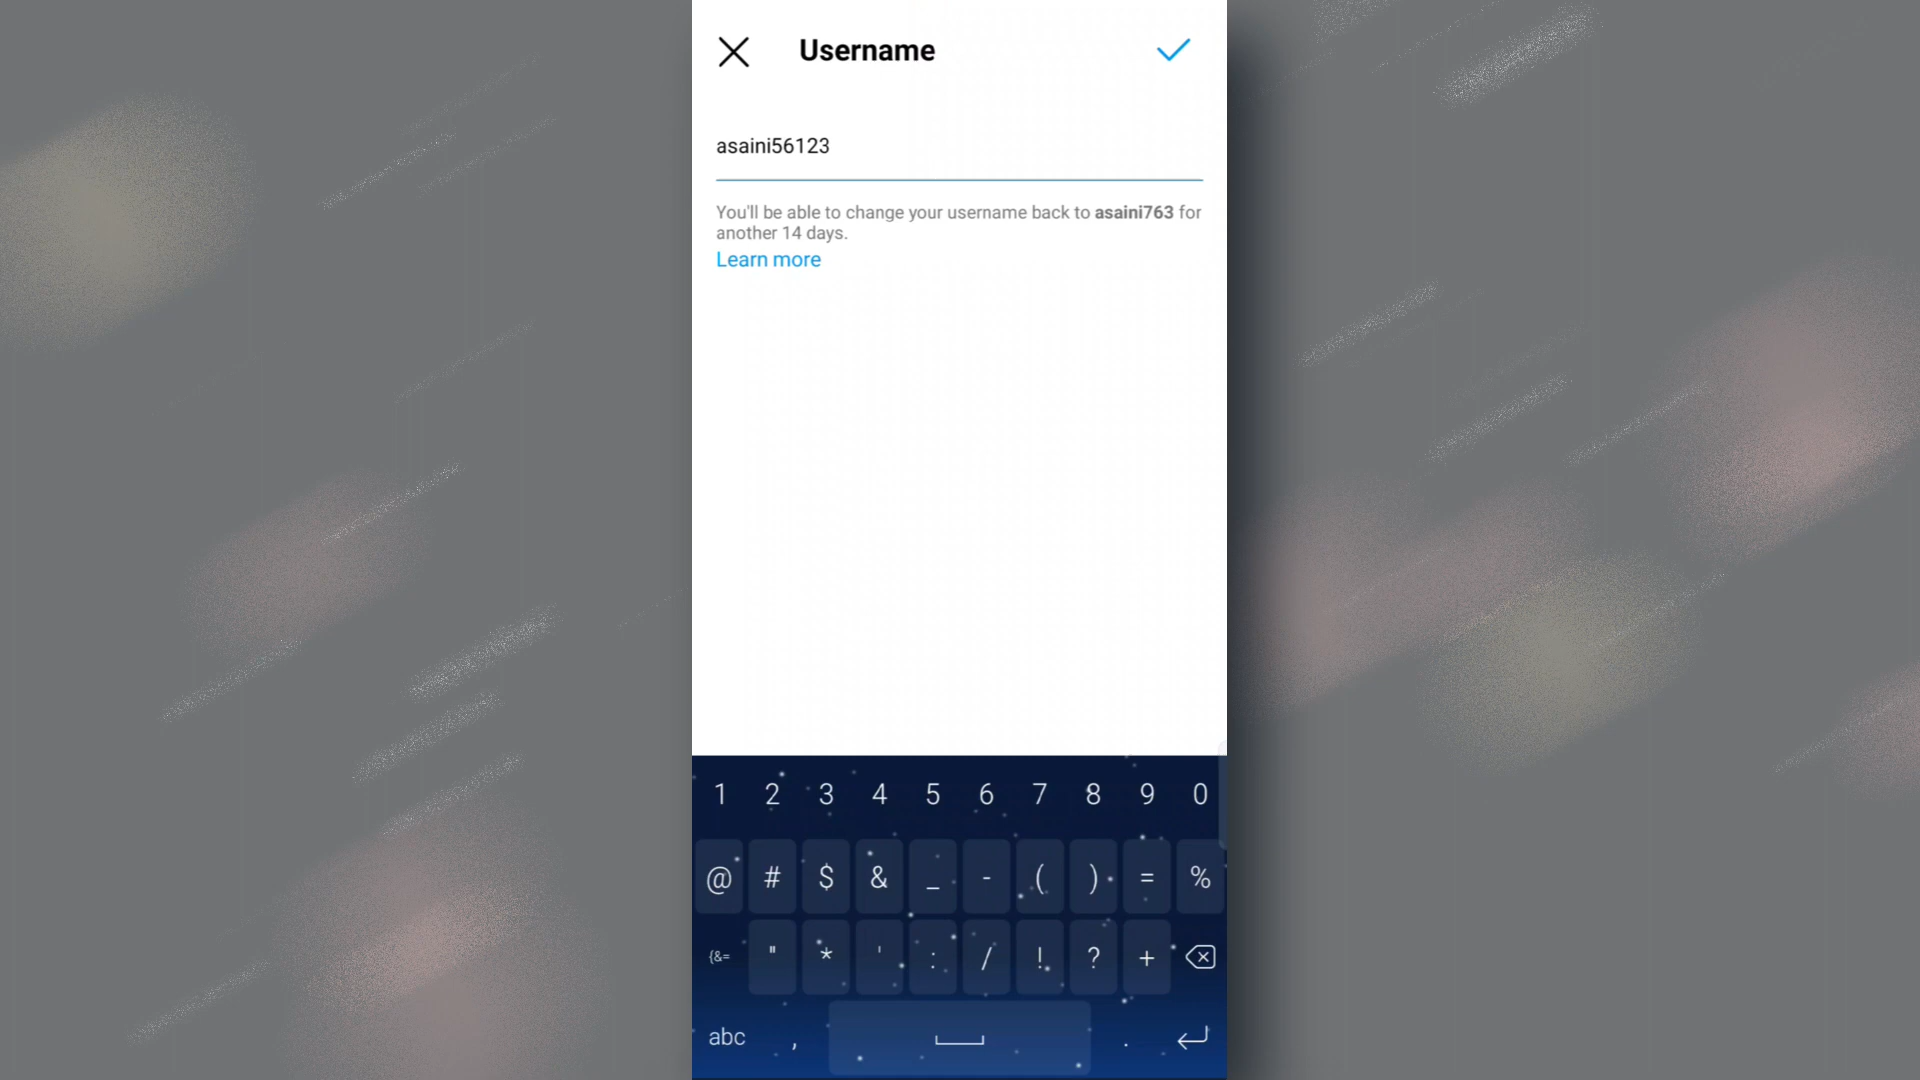 Username
asaini56123
You'll be able to change your username back to asaini763 for
another 14 days.
Learn more
1 2 3 4 5 6 7 8 9 0
@ # $ & _ - ( ) = %
{&= " * ' : / ! ? +
abc , .